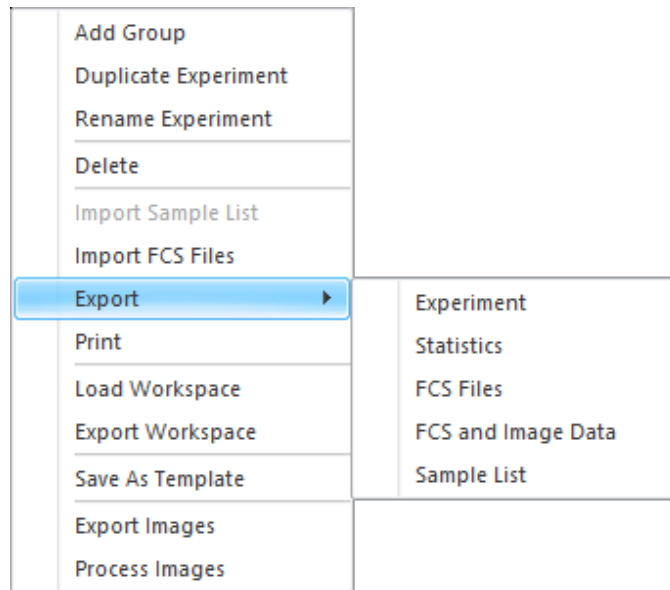 Add Group
Duplicate Experiment
Rename Experiment
Delete
Import Sample List
Import FCS Files
Export
Print
Load Workspace
Export Workspace
Save As Template
Export Images
Process Images
Experiment
Statistics
FCS Files
FCS and Image Data
Sample List